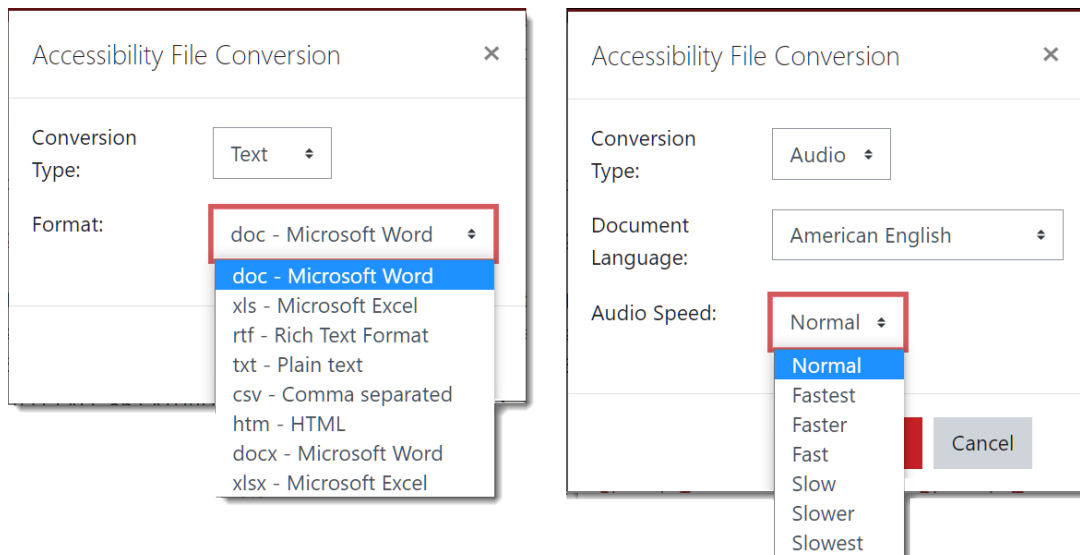 Accessibility File Conversion ×
Conversion
Type:
Text
Format:
doc - Microsoft Word
doc - Microsoft Word
xls - Microsoft Excel
rtf - Rich Text Format
txt - Plain text
csv - Comma separated
htm - HTML
docx - Microsoft Word
xlsx - Microsoft Excel
Accessibility File Conversion ×
Conversion
Type:
Audio
Document
Language:
American English
Audio Speed:
Normal
Normal
Fastest
Faster
Fast
Slow
Slower
Slowest
Cancel